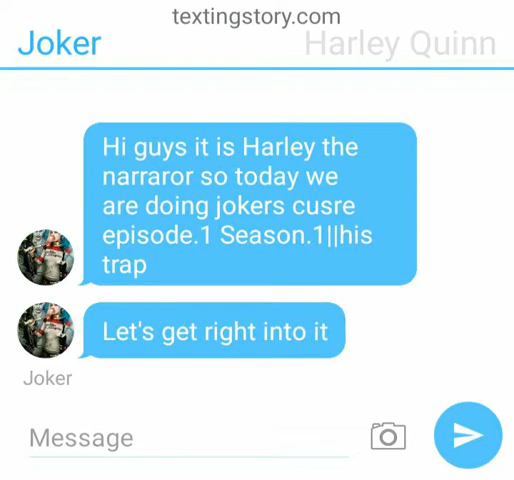 textingstory.com
Joker
Harley Quinn
Hi guys it is Harley the
narraror so today we
are doing jokers cusre
episode.1 Season.1||his
trap
Let's get right into it
Joker
Message